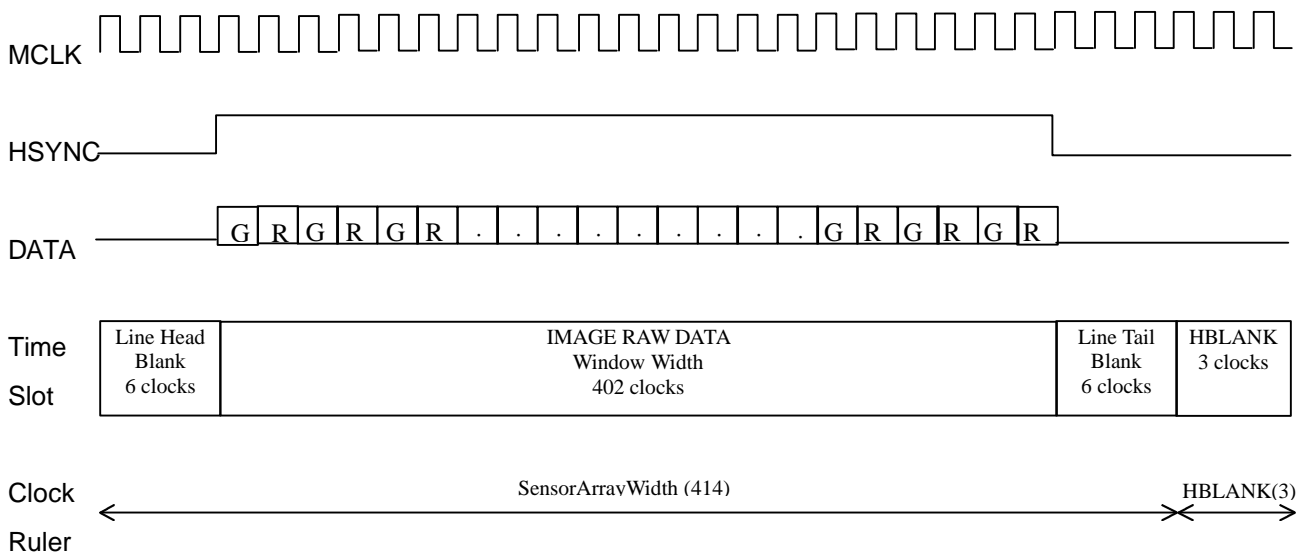 MCLK
HSYNC
DATA
G R G R G R . . . . . . . . . G R G R G R
Time
Slot
Line Head
Blank
6 clocks
IMAGE RAW DATA
Window Width
402 clocks
Line Tail
Blank
6 clocks
HBLANK
3 clocks
Clock
Ruler
SensorArrayWidth (414)
HBLANK(3)